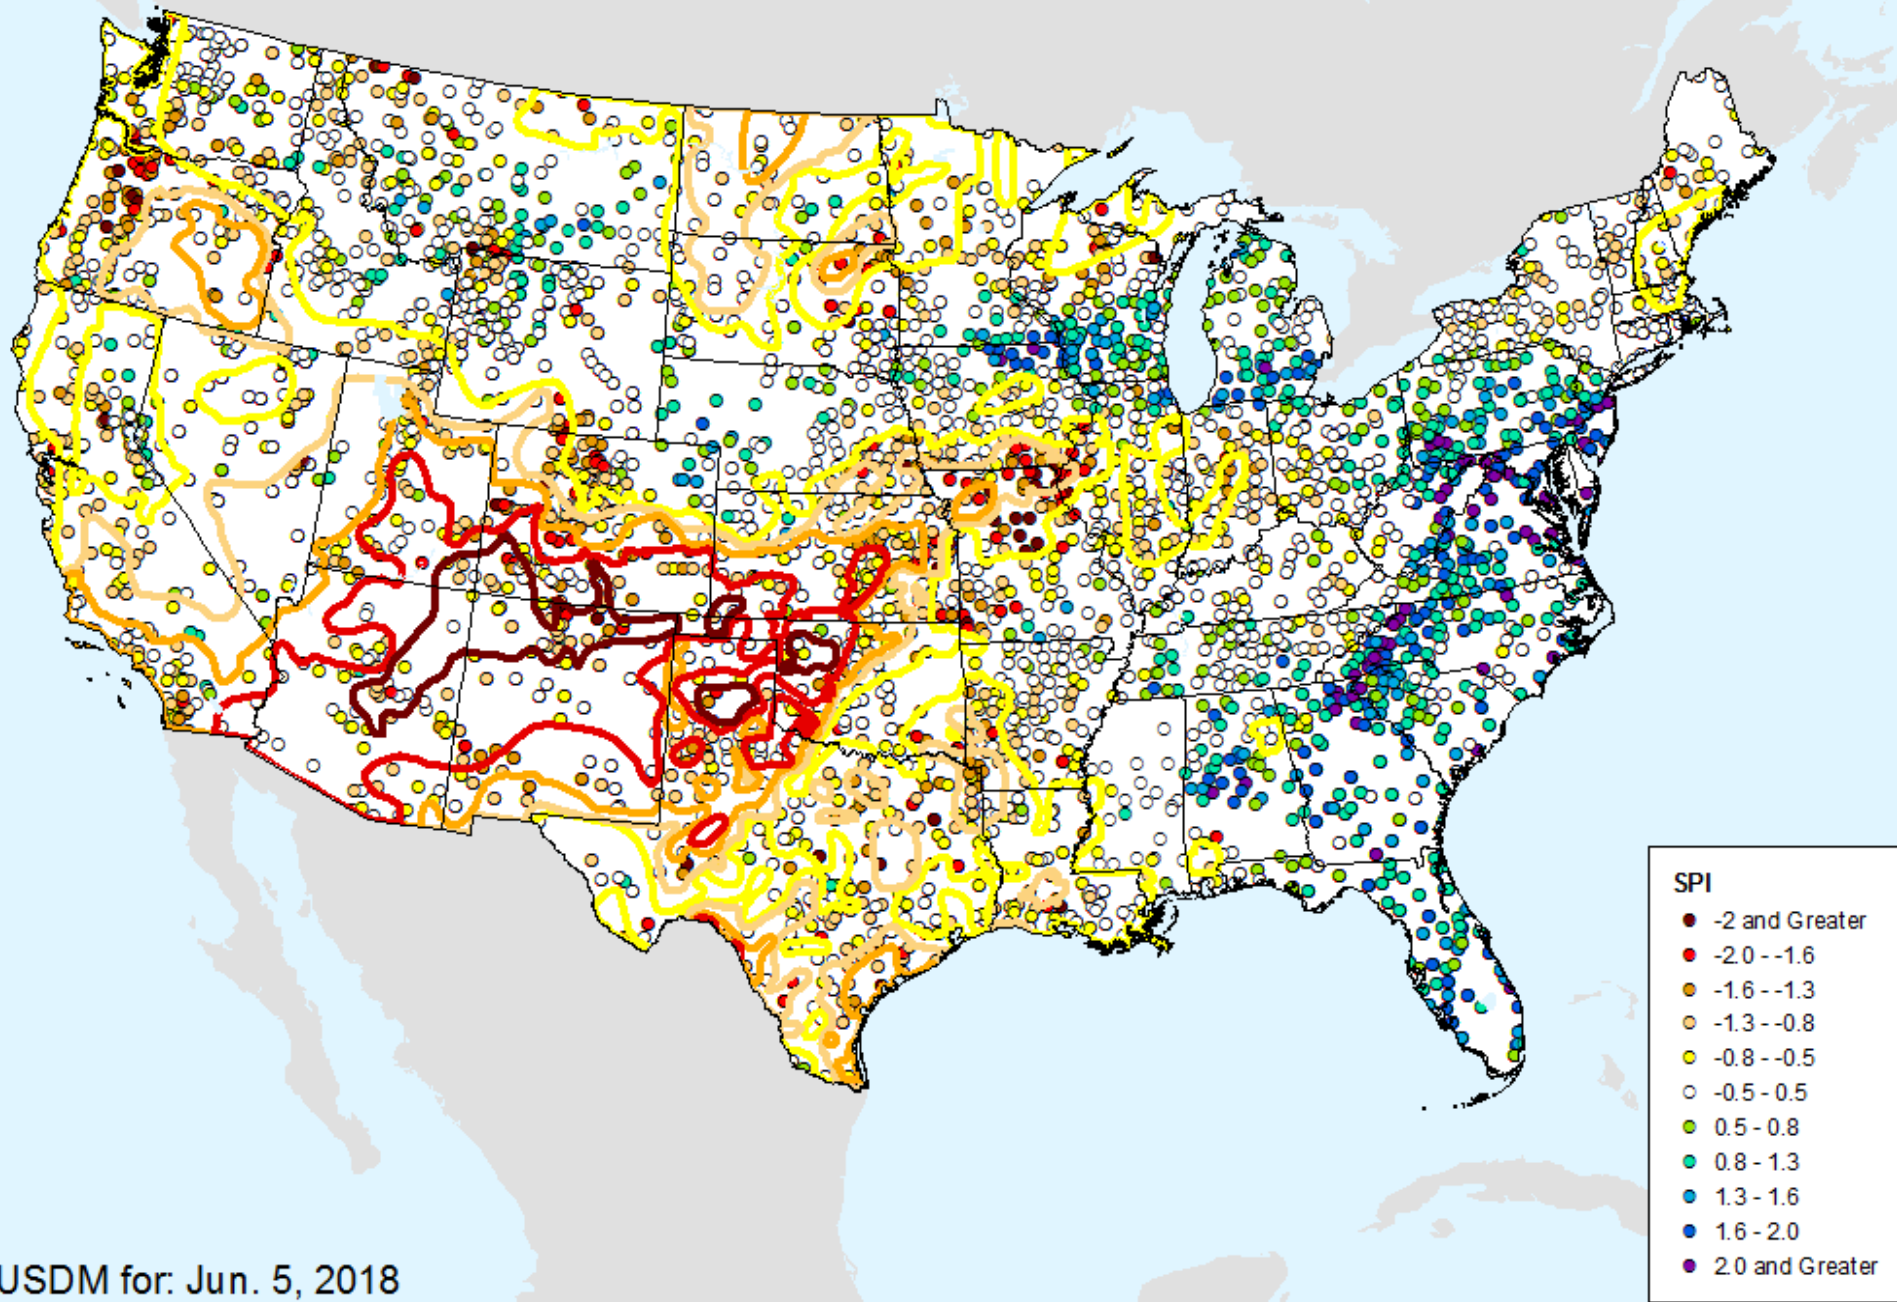 SPI
-2 and Greater
-2.0 - -1.6
-1.6 - -1.3
-1.3 - -0.8
-0.8 - -0.5
-0.5 - 0.5
0.5 - 0.8
0.8 - 1.3
1.3 - 1.6
1.6 - 2.0
2.0 and Greater
USDM for: Jun. 5, 2018